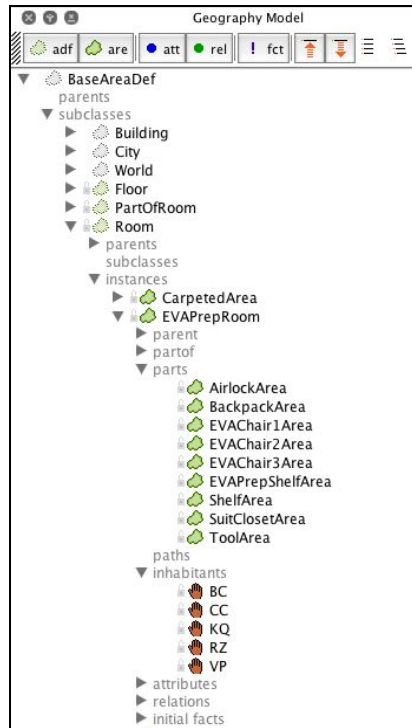 Geography Model
adf are att rel ! fct
BaseAreaDef
parents
subclasses
Building
City
World
Floor
PartOfRoom
Room
parents
subclasses
instances
CarpetedArea
EVAPrepRoom
parent
partof
parts
AirlockArea
BackpackArea
EVAChair1Area
EVAChair2Area
EVAChair3Area
EVAPrepShelfArea
ShelfArea
SuitClosetArea
ToolArea
paths
inhabitants
BC
CC
KQ
RZ
VP
attributes
relations
initial facts